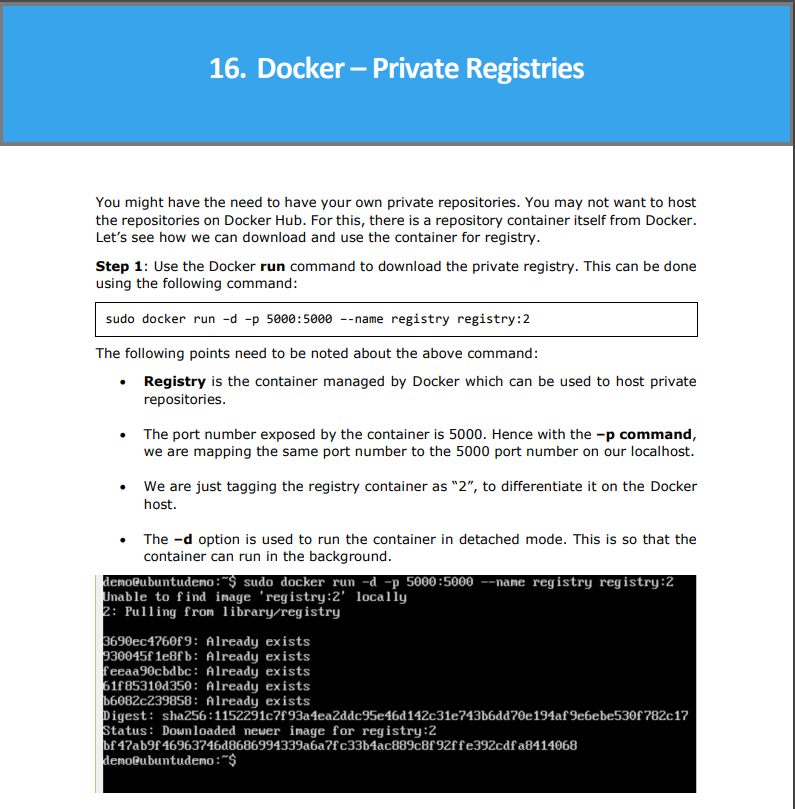 16. Docker – Private Registries
You might have the need to have your own private repositories. You may not want to host
the repositories on Docker Hub. For this, there is a repository container itself from Docker.
Let’s see how we can download and use the container for registry.
Step 1: Use the Docker run command to download the private registry. This can be done
using the following command:
sudo docker run –d –p 5000:5000 --name registry registry:2
The following points need to be noted about the above command:
• Registry is the container managed by Docker which can be used to host private
repositories.
• The port number exposed by the container is 5000. Hence with the –p command,
we are mapping the same port number to the 5000 port number on our localhost.
• We are just tagging the registry container as “2”, to differentiate it on the Docker
host.
• The –d option is used to run the container in detached mode. This is so that the
container can run in the background.
demo@ubuntudemo:~$ sudo docker run -d -p 5000:5000 --name registry registry:2
Unable to find image 'registry:2' locally
2: Pulling from library/registry
3690ec4760f9: Already exists
930045f1e8fb: Already exists
feeaa90cbdbc: Already exists
61f85310d350: Already exists
b6082c239858: Already exists
Digest: sha256:1152291c7f93a4ea2ddc95e46d142c31e743b6dd70e194af9e6ebe530f782c17
Status: Downloaded newer image for registry:2
bf47ab9f46963746d8686994339a6a7fc33b4ac889c8f92ffe392cdfa8414068
demo@ubuntudemo:~$